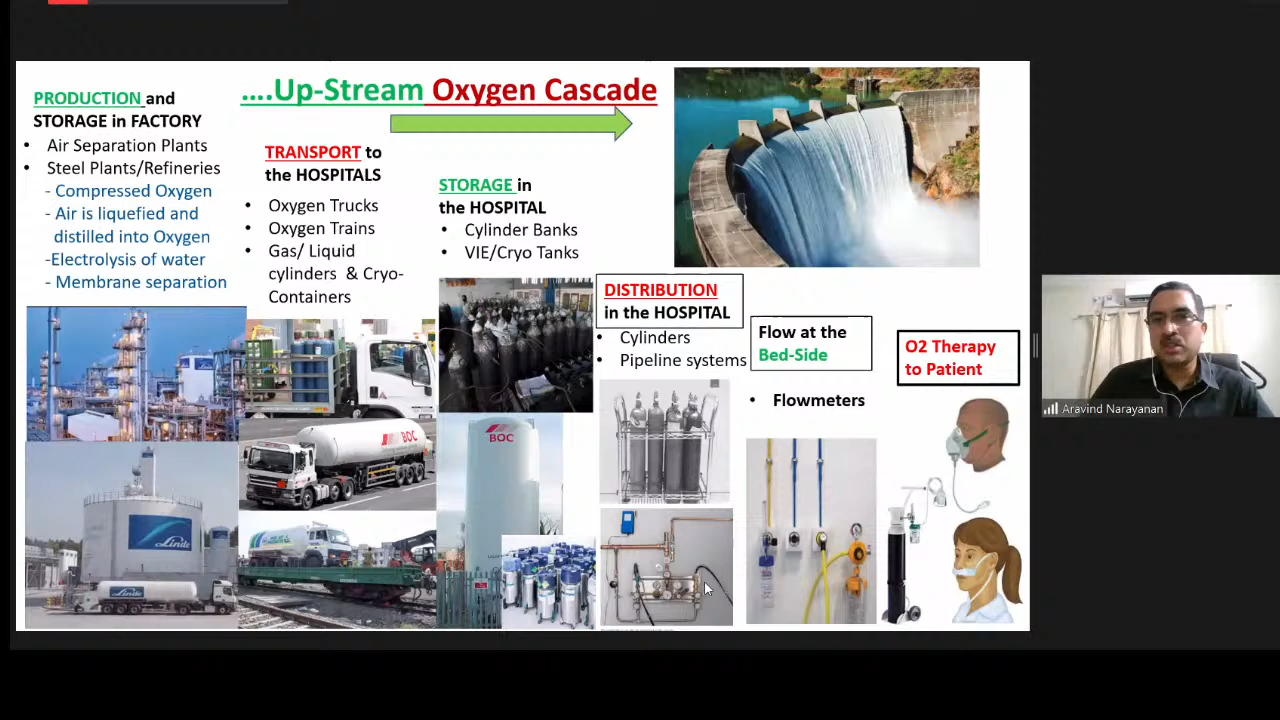 ....Up-Stream Oxygen Cascade
PRODUCTION and
STORAGE in FACTORY
• Air Separation Plants
• Steel Plants/Refineries
- Compressed Oxygen
- Air is liquefied and
distilled into Oxygen
-Electrolysis of water
- Membrane separation
TRANSPORT to
the HOSPITALS
• Oxygen Trucks
• Oxygen Trains
• Gas/ Liquid
cylinders & Cryo-
Containers
STORAGE in
the HOSPITAL
• Cylinder Banks
• VIE/Cryo Tanks
DISTRIBUTION
in the HOSPITAL
• Cylinders
• Pipeline systems
Flow at the
Bed-Side
• Flowmeters
O2 Therapy
to Patient
BOC
BOC
Linde
Linde
Aravind Narayanan